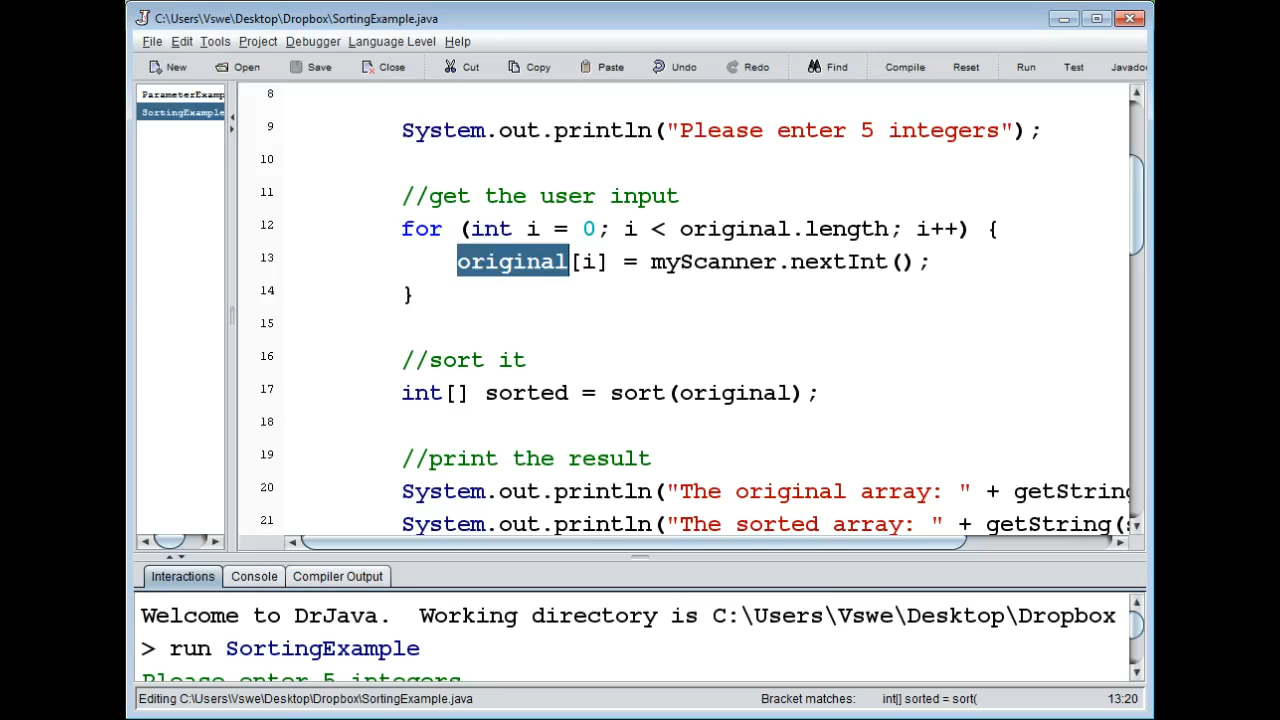 C:\Users\Vswe\Desktop\Dropbox\SortingExample.java
File Edit Tools Project Debugger Language Level Help
New Open Save Close Cut Copy Paste Undo Redo Find Compile Reset Run Test Javado
ParameterExamp
SortingExample
8
9 System.out.println("Please enter 5 integers");
10
11 //get the user input
12 for (int i = 0; i < original.length; i++) {
13 original[i] = myScanner.nextInt();
14 }
15
16 //sort it
17 int[] sorted = sort(original);
18
19 //print the result
20 System.out.println("The original array: " + getString
21 System.out.println("The sorted array: " + getString(
Interactions Console Compiler Output
Welcome to DrJava.  Working directory is C:\Users\Vswe\Desktop\Dropbox
> run SortingExample
Please enter 5 integers
Editing C:\Users\Vswe\Desktop\Dropbox\SortingExample.java Bracket matches: int[] sorted = sort( 13:20